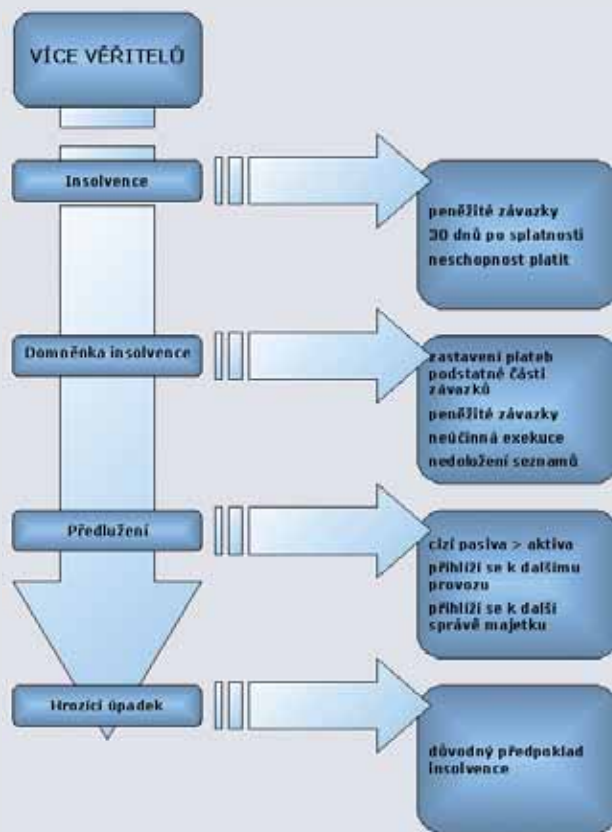 VÍCE VĚŘITELŮ
Insolvence
peněžité závazky
30 dnů po splatnosti
neschopnost platit
Domněnka insolvence
zastavení plateb
podstatné části
závazků
peněžité závazky
neúčinná exekuce
nedoložení seznamů
Předlužení
cizí pasiva > aktiva
přihlíží se k dalšímu
provozu
přihlíží se k další
správě majetku
Hrozící úpadek
důvodný předpoklad
insolvence